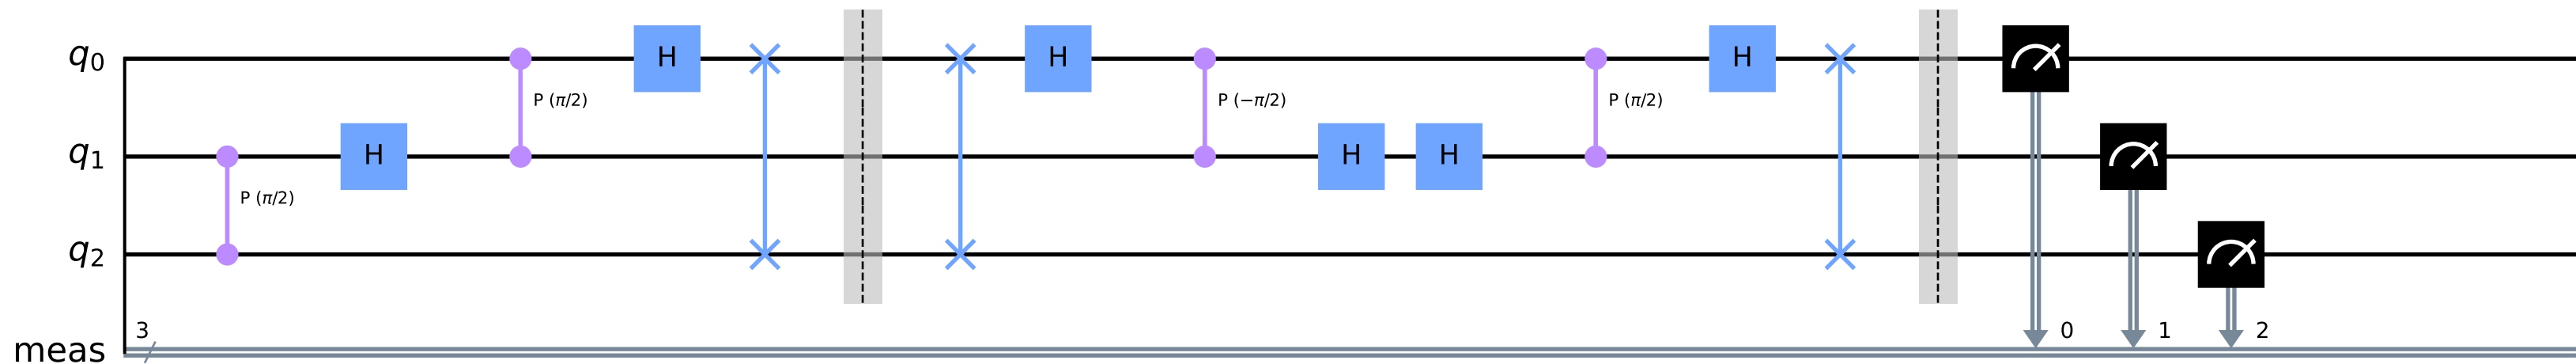 q0 H H H
P (π/2) P (−π/2) P (π/2)
q1 H H H
P (π/2)
q2
3 0 1 2
meas